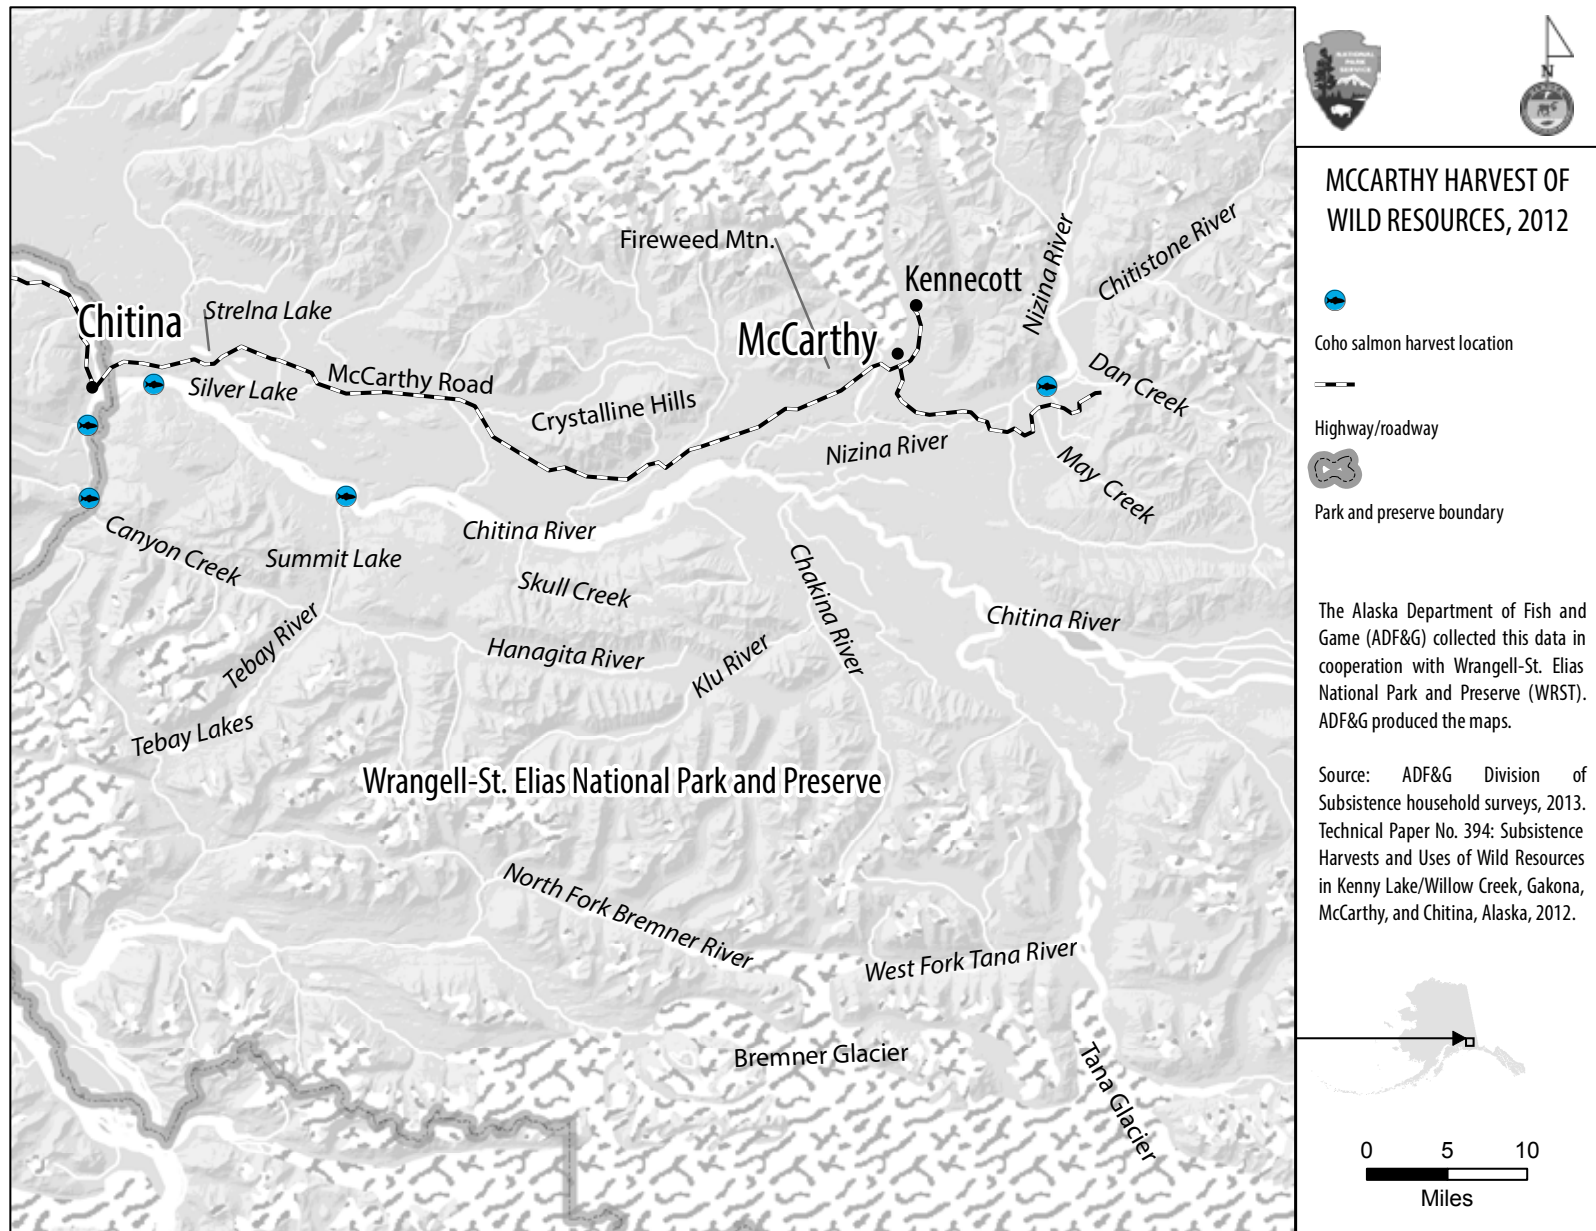 Fireweed Mtn.
Kennecott
Nizina River
Chitistone River
Chitina
Strelna Lake
McCarthy
Silver Lake
McCarthy Road
Dan Creek
Crystalline Hills
Nizina River
May Creek
Canyon Creek
Summit Lake
Chitina River
Skull Creek
Chakina River
Chitina River
Tebay River
Hanagita River
Klu River
Tebay Lakes
Wrangell-St. Elias National Park and Preserve
North Fork Bremner River
West Fork Tana River
Bremner Glacier
Tana Glacier
NATIONAL
PARK
SERVICE
N
MCCARTHY HARVEST OF
WILD RESOURCES, 2012
Coho salmon harvest location
Highway/roadway
Park and preserve boundary
The Alaska Department of Fish and
Game (ADF&G) collected this data in
cooperation with Wrangell-St. Elias
National Park and Preserve (WRST).
ADF&G produced the maps.
Source: ADF&G Division of
Subsistence household surveys, 2013.
Technical Paper No. 394: Subsistence
Harvests and Uses of Wild Resources
in Kenny Lake/Willow Creek, Gakona,
McCarthy, and Chitina, Alaska, 2012.
0 5 10
Miles